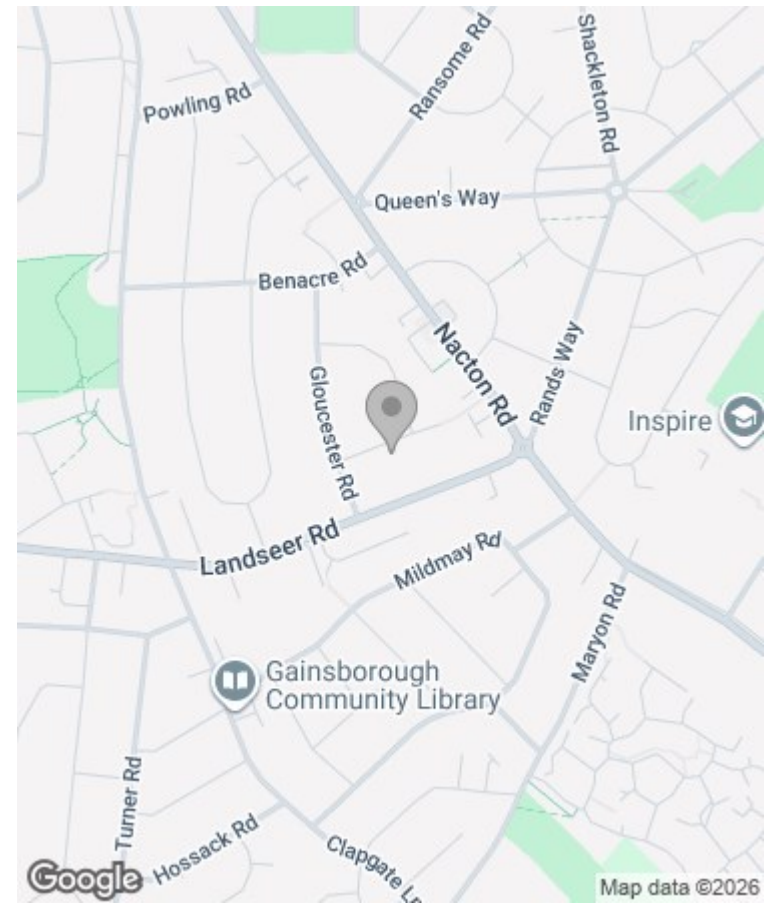 Shackleton Rd
Ransome Rd
Powling Rd
Queen's Way
Benacre Rd
Nacton Rd
Rands Way
Gloucester Rd
Inspire
Landseer Rd
Mildmay Rd
Maryon Rd
Gainsborough
Community Library
Turner Rd
Hossack Rd
Clapgate L
Google
Map data ©2026